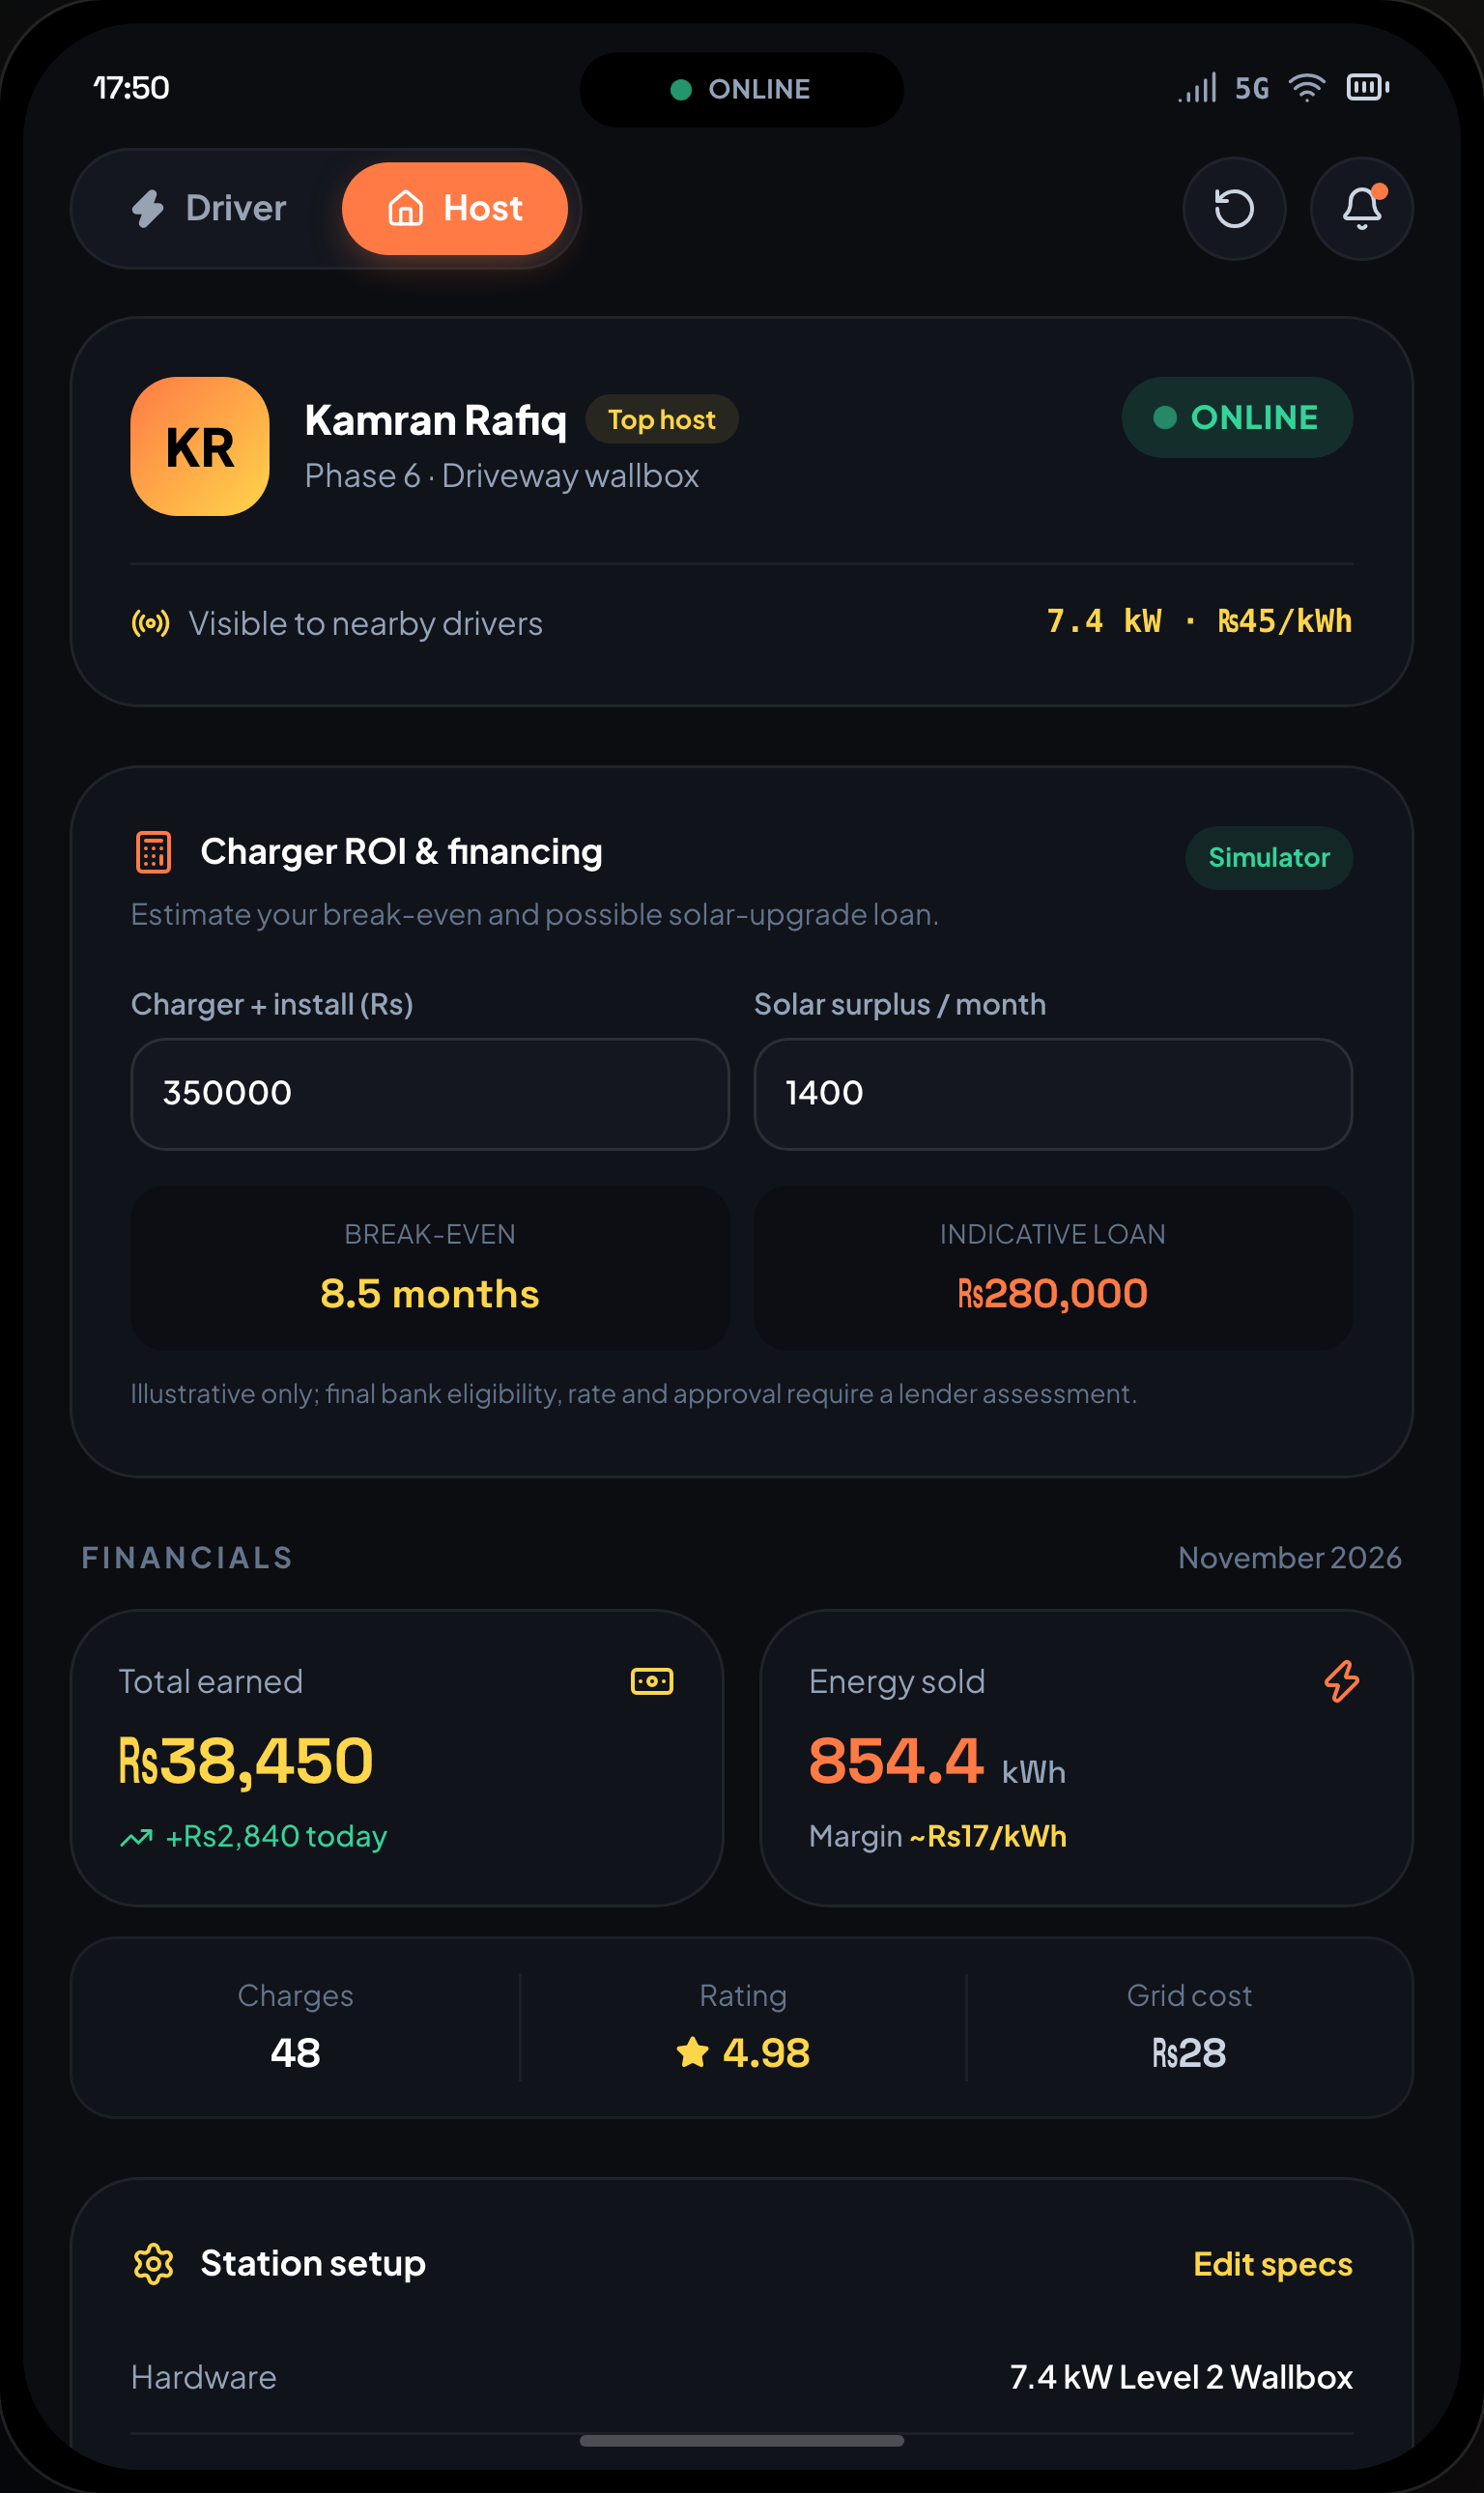 17:50
ONLINE
5G
Driver
Host
KR
Kamran Rafiq
Top host
ONLINE
Phase 6 · Driveway wallbox
Visible to nearby drivers
7.4 kW · ₨45/kWh
Charger ROI & financing
Simulator
Estimate your break-even and possible solar-upgrade loan.
Charger + install (Rs)
Solar surplus / month
350000
1400
BREAK-EVEN
INDICATIVE LOAN
8.5 months
₨280,000
Illustrative only; final bank eligibility, rate and approval require a lender assessment.
FINANCIALS
November 2026
Total earned
Energy sold
₨38,450
854.4 kWh
+Rs2,840 today
Margin ~Rs17/kWh
Charges
Rating
Grid cost
48
4.98
₨28
Station setup
Edit specs
Hardware
7.4 kW Level 2 Wallbox